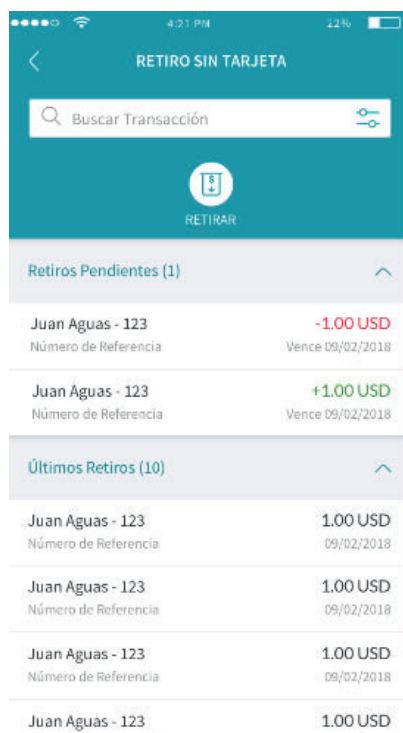 4:21 PM 22%
RETIRO SIN TARJETA
Buscar Transacción
RETIRAR
Retiros Pendientes (1)
Juan Aguas - 123 -1.00 USD
Número de Referencia Vence 09/02/2018
Juan Aguas - 123 +1.00 USD
Número de Referencia Vence 09/02/2018
Últimos Retiros (10)
Juan Aguas - 123 1.00 USD
Número de Referencia 09/02/2018
Juan Aguas - 123 1.00 USD
Número de Referencia 09/02/2018
Juan Aguas - 123 1.00 USD
Número de Referencia 09/02/2018
Juan Aguas - 123 1.00 USD